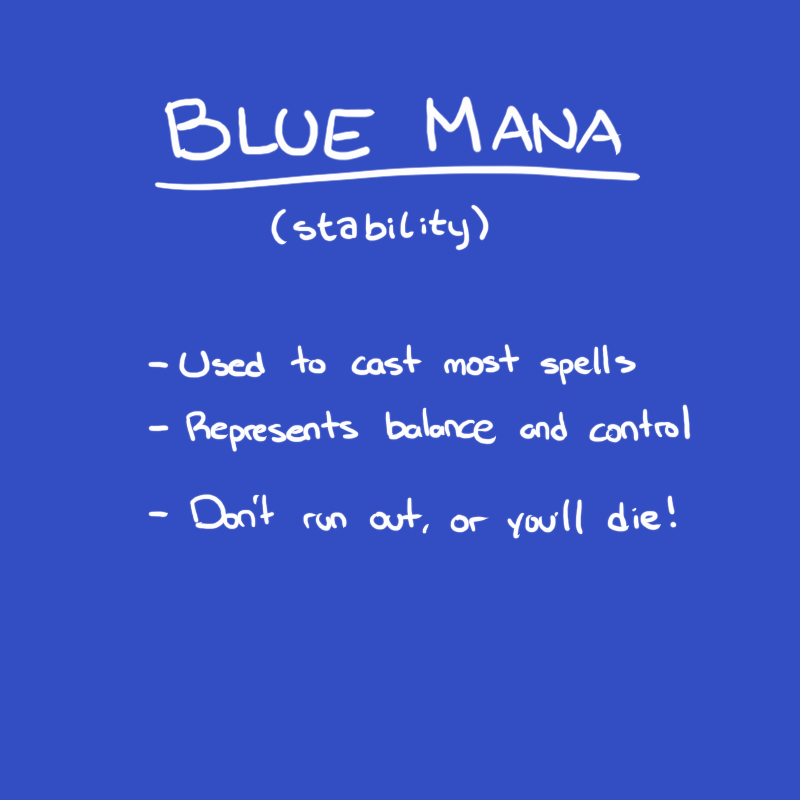 BLUE MANA
(stability)
- Used to cast most spells
- Represents balance and control
- Don't run out, or you'll die!